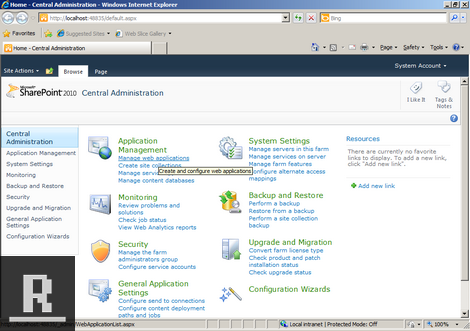 Home - Central Administration - Windows Internet Explorer
http://localhost:48835/default.aspx
Bing
Favorites Suggested Sites Web Slice Gallery
Home - Central Administration
Page Safety Tools
System Account
Site Actions Browse Page
Microsoft SharePoint 2010 Central Administration
I Like It Tags & Notes
Central Administration
Application Management
System Settings
Monitoring
Backup and Restore
Security
Upgrade and Migration
General Application Settings
Configuration Wizards
Application Management
Manage web applications
Create site collections
Manage serv
Create and configure web applications
Manage content databases
Monitoring
Review problems and solutions
Check job status
View Web Analytics reports
Security
Manage the farm administrators group
Configure service accounts
General Application Settings
Configure send to connections
Configure content deployment paths and jobs
System Settings
Manage servers in this farm
Manage services on server
Manage farm features
Configure alternate access mappings
Backup and Restore
Perform a backup
Restore from a backup
Perform a site collection backup
Upgrade and Migration
Convert farm license type
Check product and patch installation status
Check upgrade status
Configuration Wizards
Resources
There are currently no favorite links to display. To add a new link, click "Add new link".
Add new link
R
WebApplicationList.aspx
Local intranet | Protected Mode: Off
100%